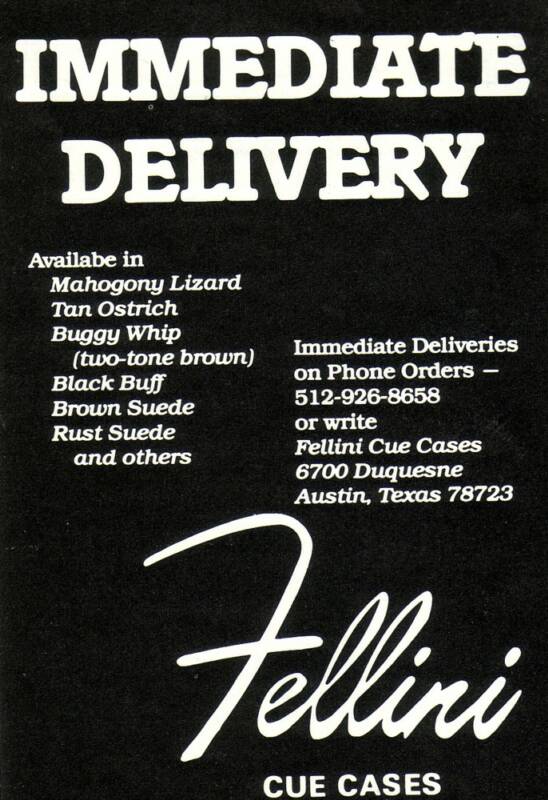 IMMEDIATE
DELIVERY
Availabe in
Mahogony Lizard
Tan Ostrich
Buggy Whip
(two-tone brown)
Black Buff
Brown Suede
Rust Suede
and others
Immediate Deliveries
on Phone Orders —
512-926-8658
or write
Fellini Cue Cases
6700 Duquesne
Austin, Texas 78723
Fellini
CUE CASES